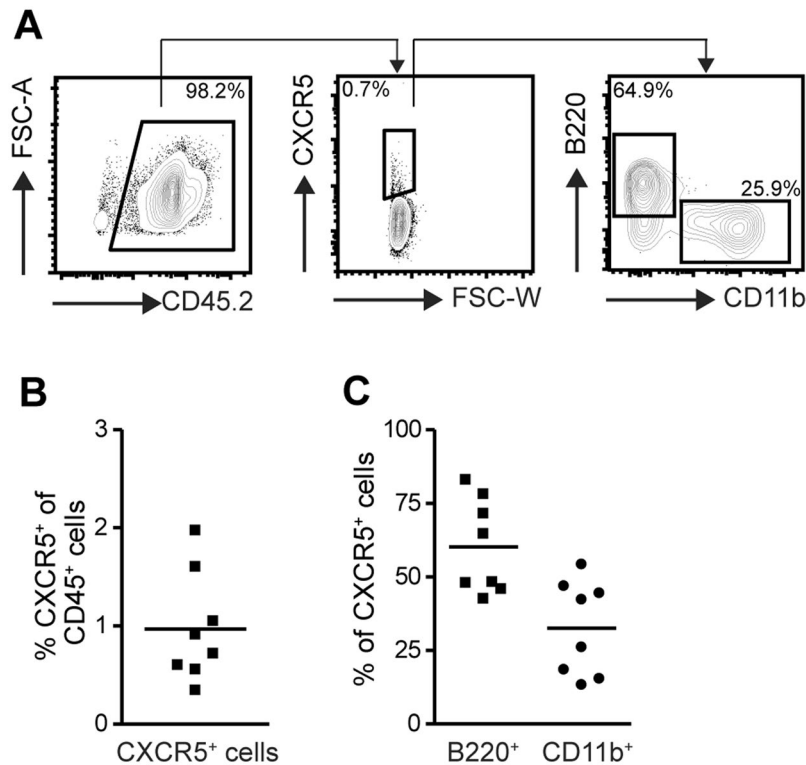 A
FSC-A
98.2%
CD45.2
CXCR5
0.7%
FSC-W
B220
64.9%
25.9%
CD11b
B
% CXCR5⁺ of
CD45⁺ cells
3
2
1
0
CXCR5⁺ cells
C
% of CXCR5⁺ cells
100
75
50
25
0
B220⁺
CD11b⁺